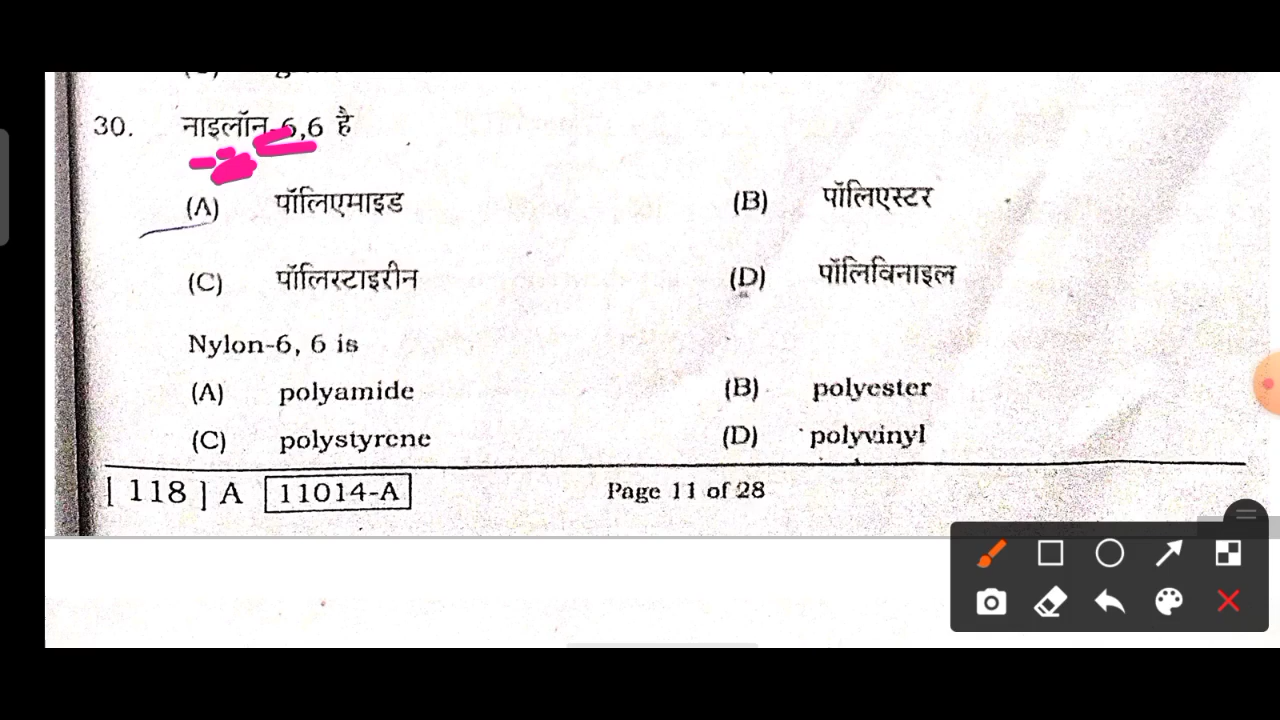 30. नाइलॉन-6,6 है
(A) पॉलिएमाइड (B) पॉलिएस्टर
(C) पॉलिस्टाइरीन (D) पॉलिविनाइल
Nylon-6, 6 is
(A) polyamide (B) polyester
(C) polystyrene (D) polyvinyl
[ 118 ] A 11014-A Page 11 of 28